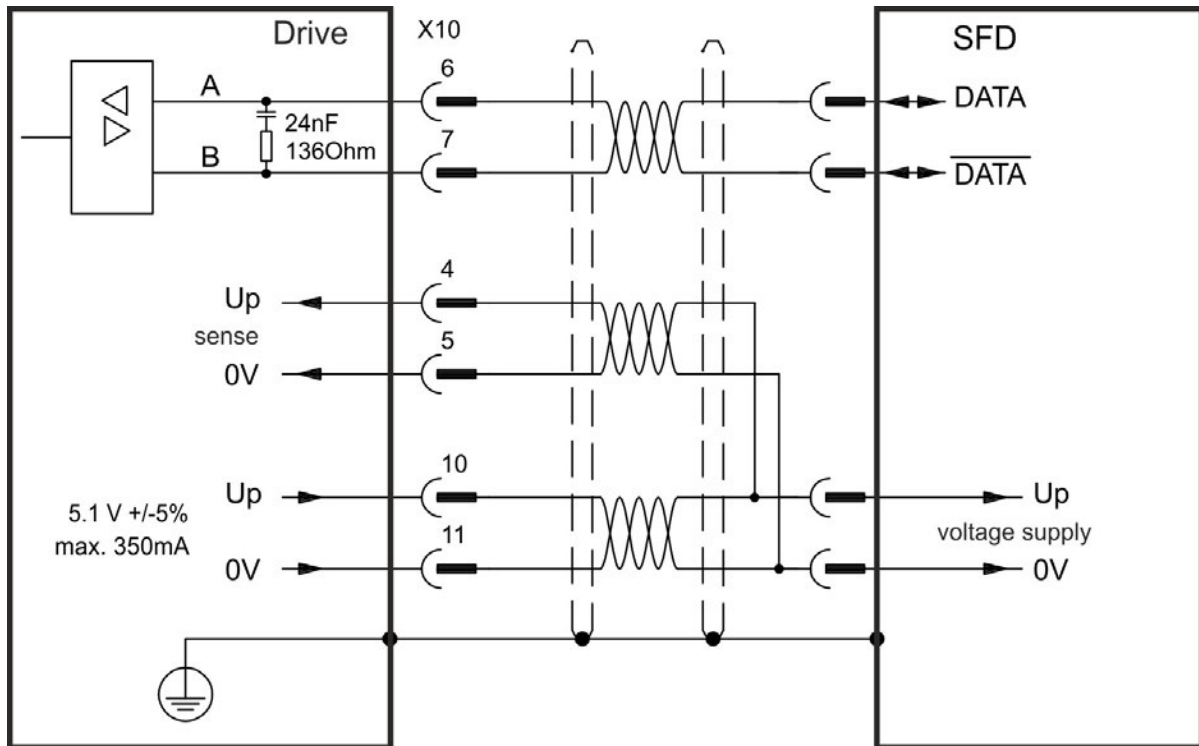 Drive
X10
SFD
A
6
DATA
24nF
136Ohm
B
7
DATA
4
Up
sense
5
0V
10
Up
Up
5.1 V +/-5%
max. 350mA
voltage supply
11
0V
0V